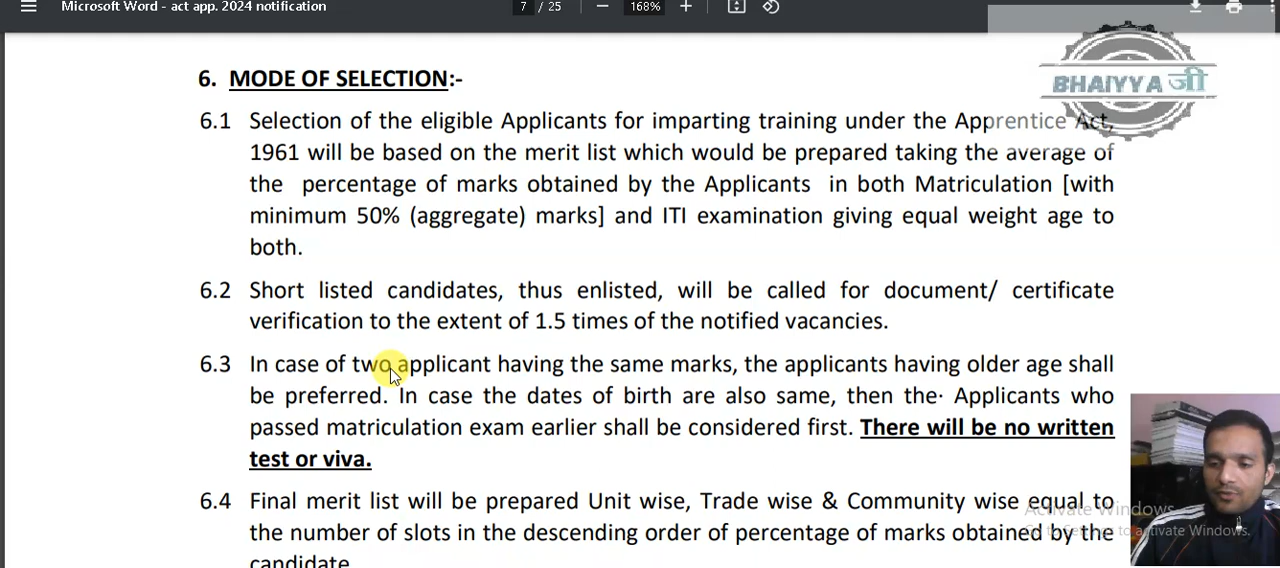 Microsoft Word - act app. 2024 notification
7 / 25
168%
BHAIYYA जी
6. MODE OF SELECTION:-
6.1 Selection of the eligible Applicants for imparting training under the Apprentice Act,
1961 will be based on the merit list which would be prepared taking the average of
the percentage of marks obtained by the Applicants in both Matriculation [with
minimum 50% (aggregate) marks] and ITI examination giving equal weight age to
both.
6.2 Short listed candidates, thus enlisted, will be called for document/ certificate
verification to the extent of 1.5 times of the notified vacancies.
6.3 In case of two applicant having the same marks, the applicants having older age shall
be preferred. In case the dates of birth are also same, then the· Applicants who
passed matriculation exam earlier shall be considered first. There will be no written
test or viva.
6.4 Final merit list will be prepared Unit wise, Trade wise & Community wise equal to
the number of slots in the descending order of percentage of marks obtained by the
candidate
Activate Windows
Go to Settings to activate Windows.